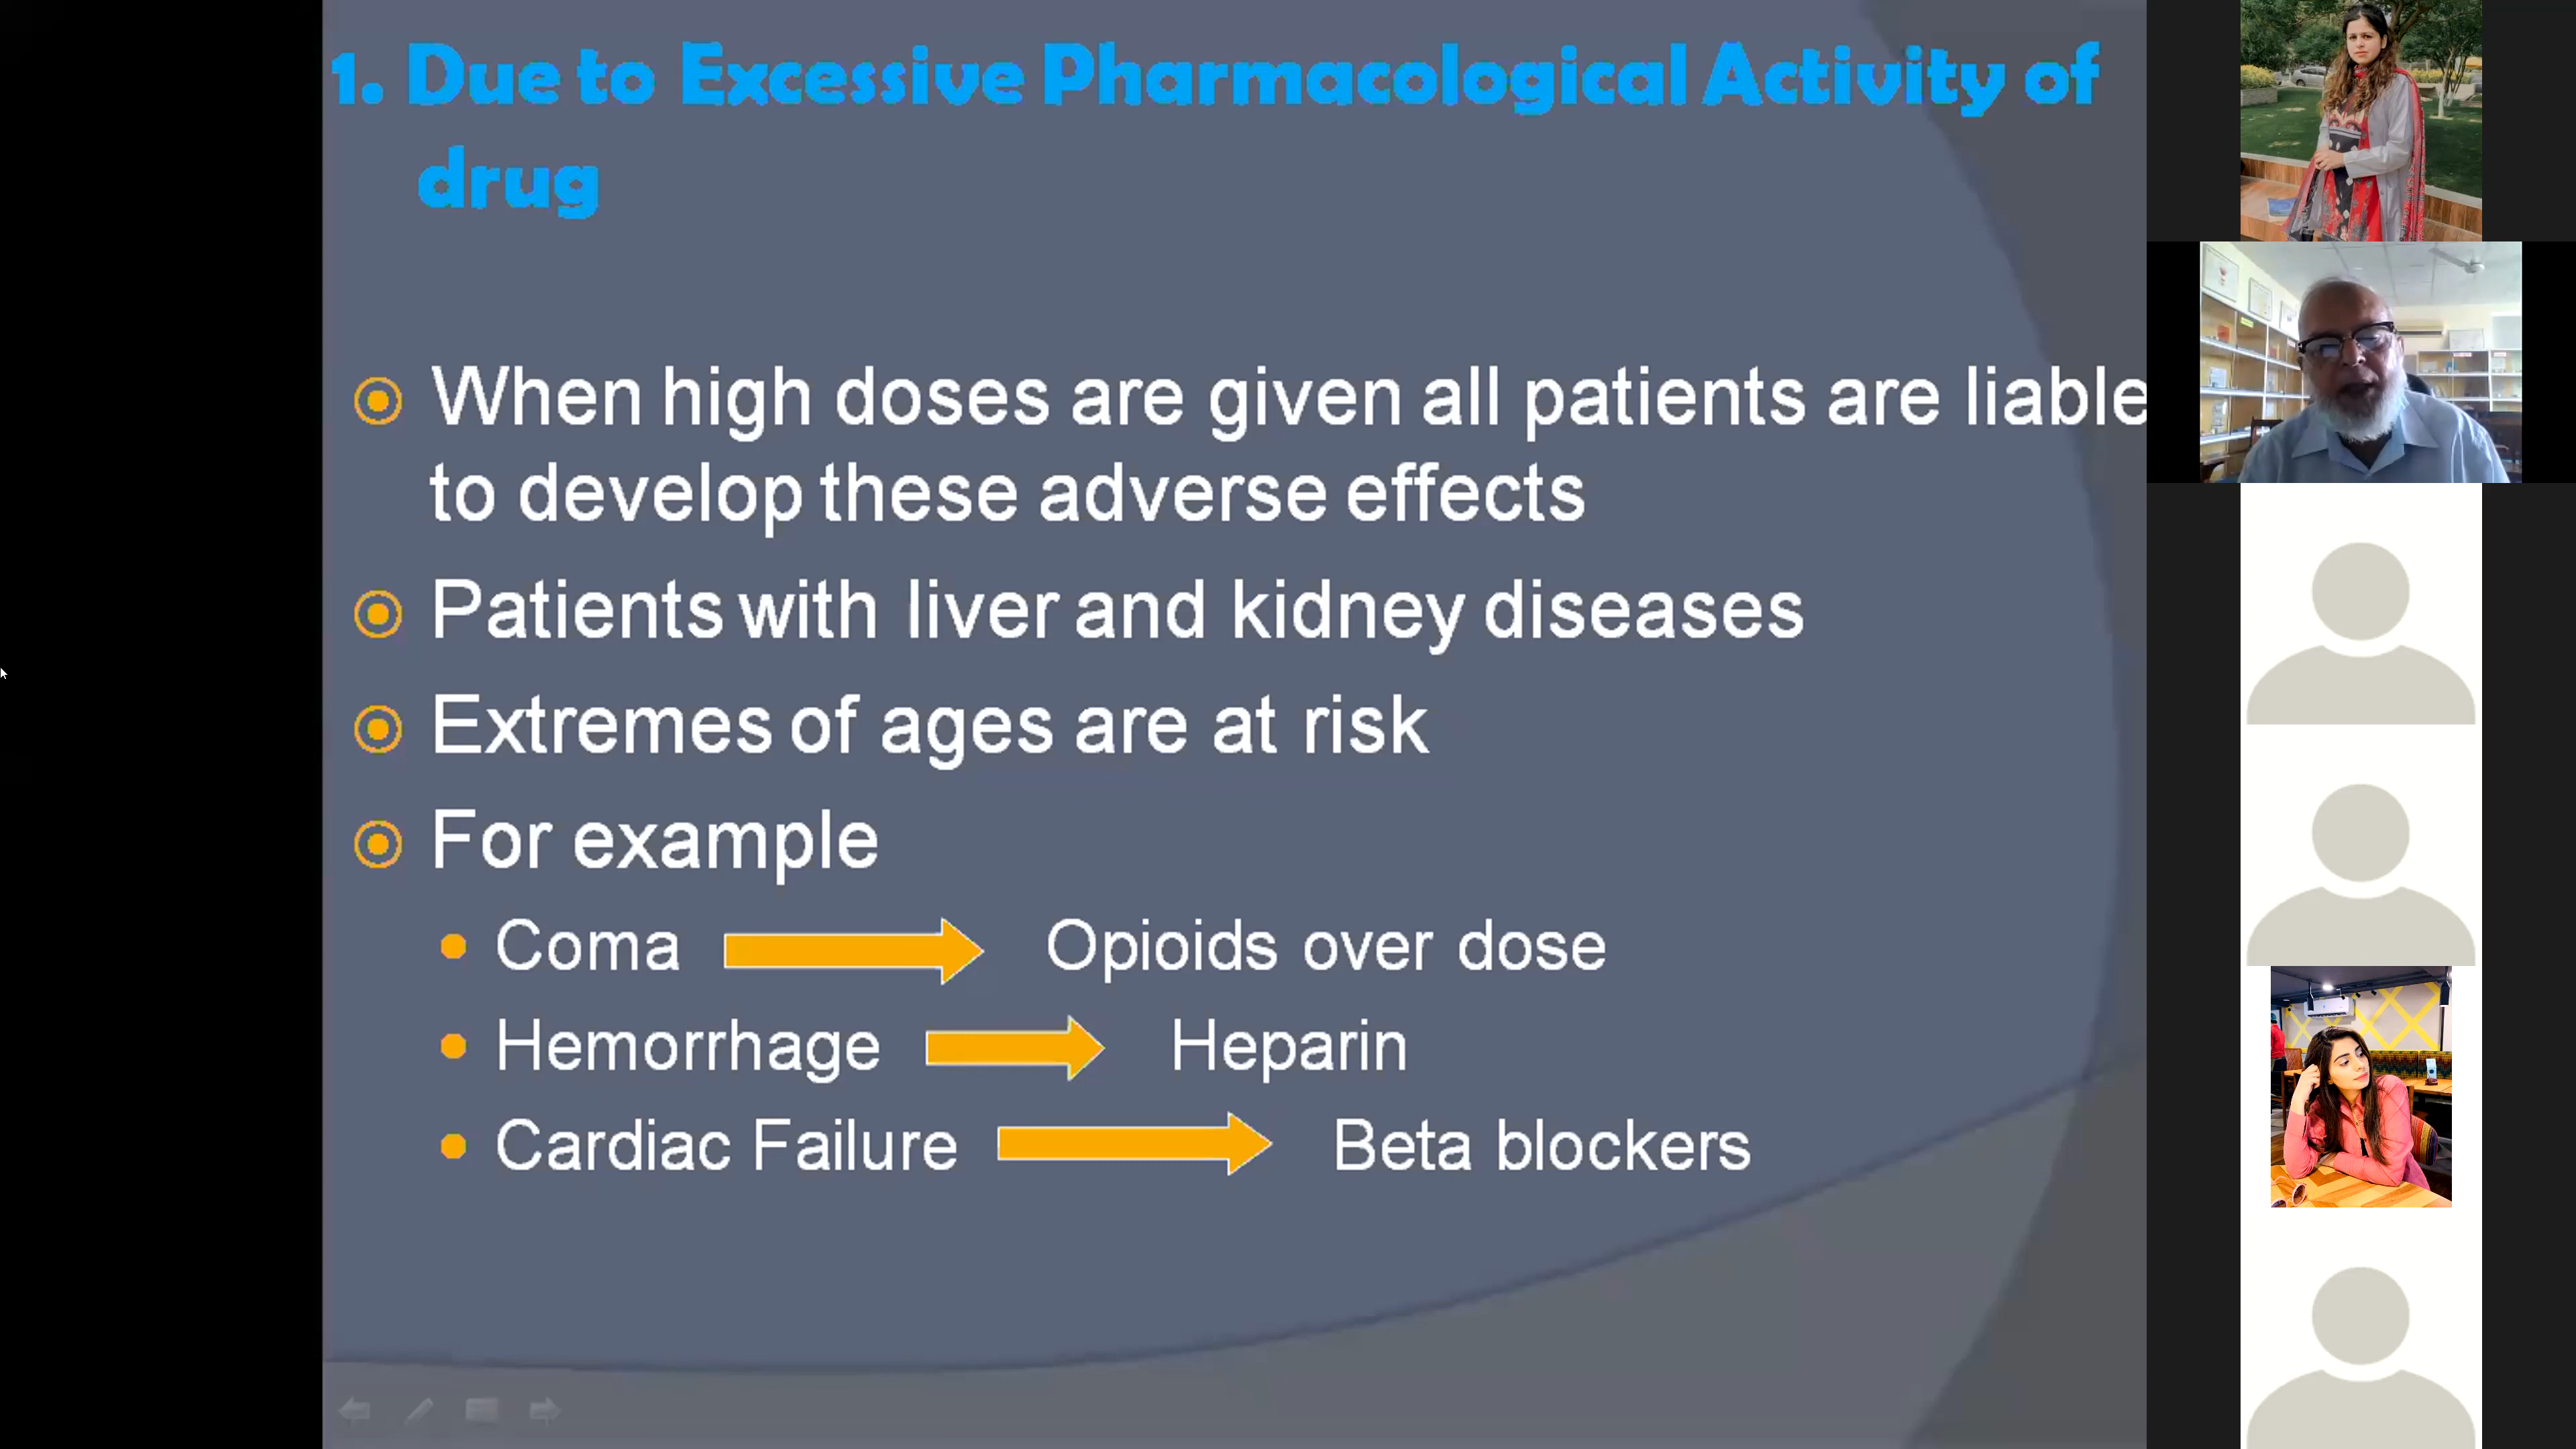 1. Due to Excessive Pharmacological Activity of
drug
When high doses are given all patients are liable
to develop these adverse effects
Patients with liver and kidney diseases
Extremes of ages are at risk
For example
Coma Opioids over dose
Hemorrhage Heparin
Cardiac Failure Beta blockers